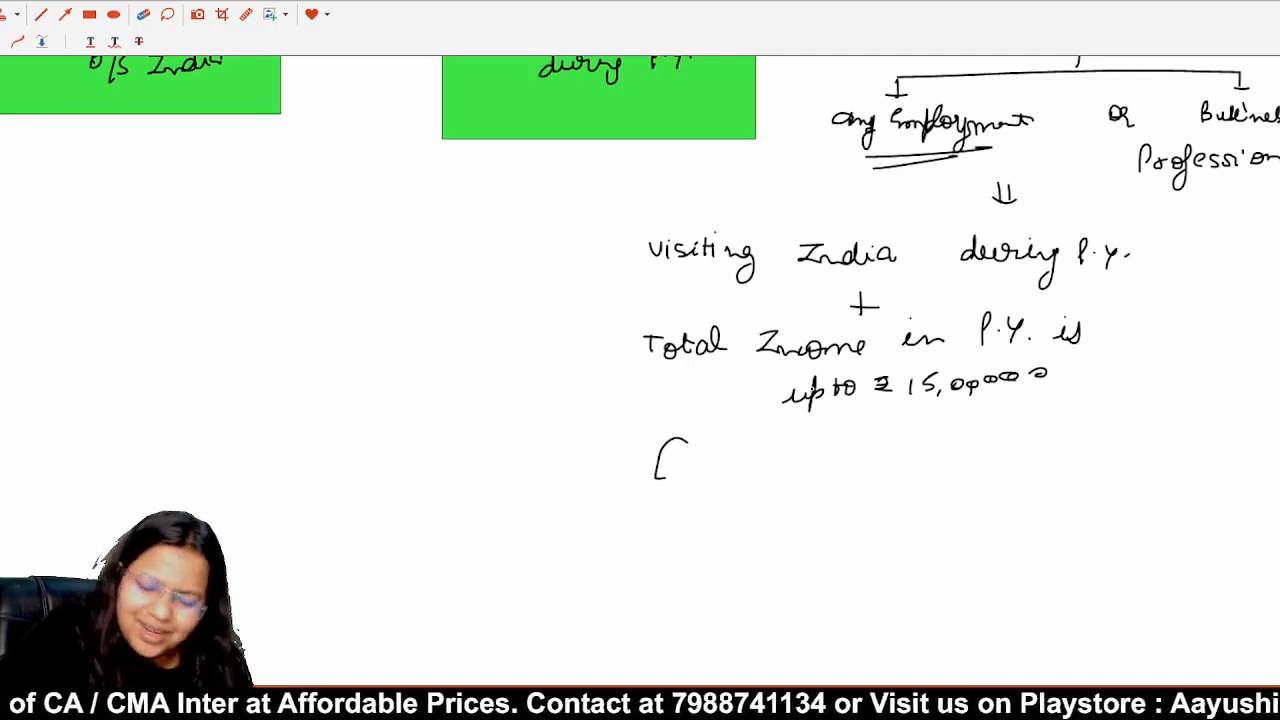 o/s India
during P.Y.
any Employment or Business
Profession
Visiting India during P.Y.
+
Total Income in P.Y. is
upto ₹ 15,00,000
of CA / CMA Inter at Affordable Prices. Contact at 7988741134 or Visit us on Playstore : Aayushi